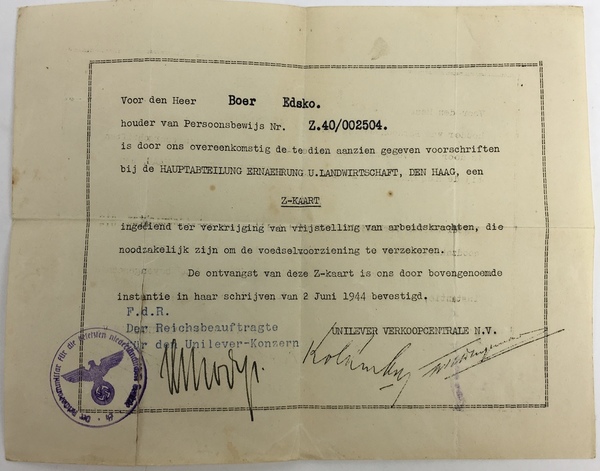 Voor den Heer Boer Edsko.
houder van Persoonsbewijs Nr. Z.40/002504.
is door ons overeenkomstig de te dien aanzien gegeven voorschriften
bij de HAUPTABTEILUNG ERNAEHRUNG U.LANDWIRTSCHAFT, DEN HAAG, een
Z-KAART
ingediend ter verkrijging van vrijstelling van arbeidskrachten, die
noodzakelijk zijn om de voedselvoorziening te verzekeren.
De ontvangst van deze Z-kaart is ons door bovengenoemde
instantie in haar schrijven van 2 Juni 1944 bevestigd.
F.d.R.
Der Reichsbeauftragte
für den Unilever-Konzern
UNILEVER VERKOOPCENTRALE N.V.